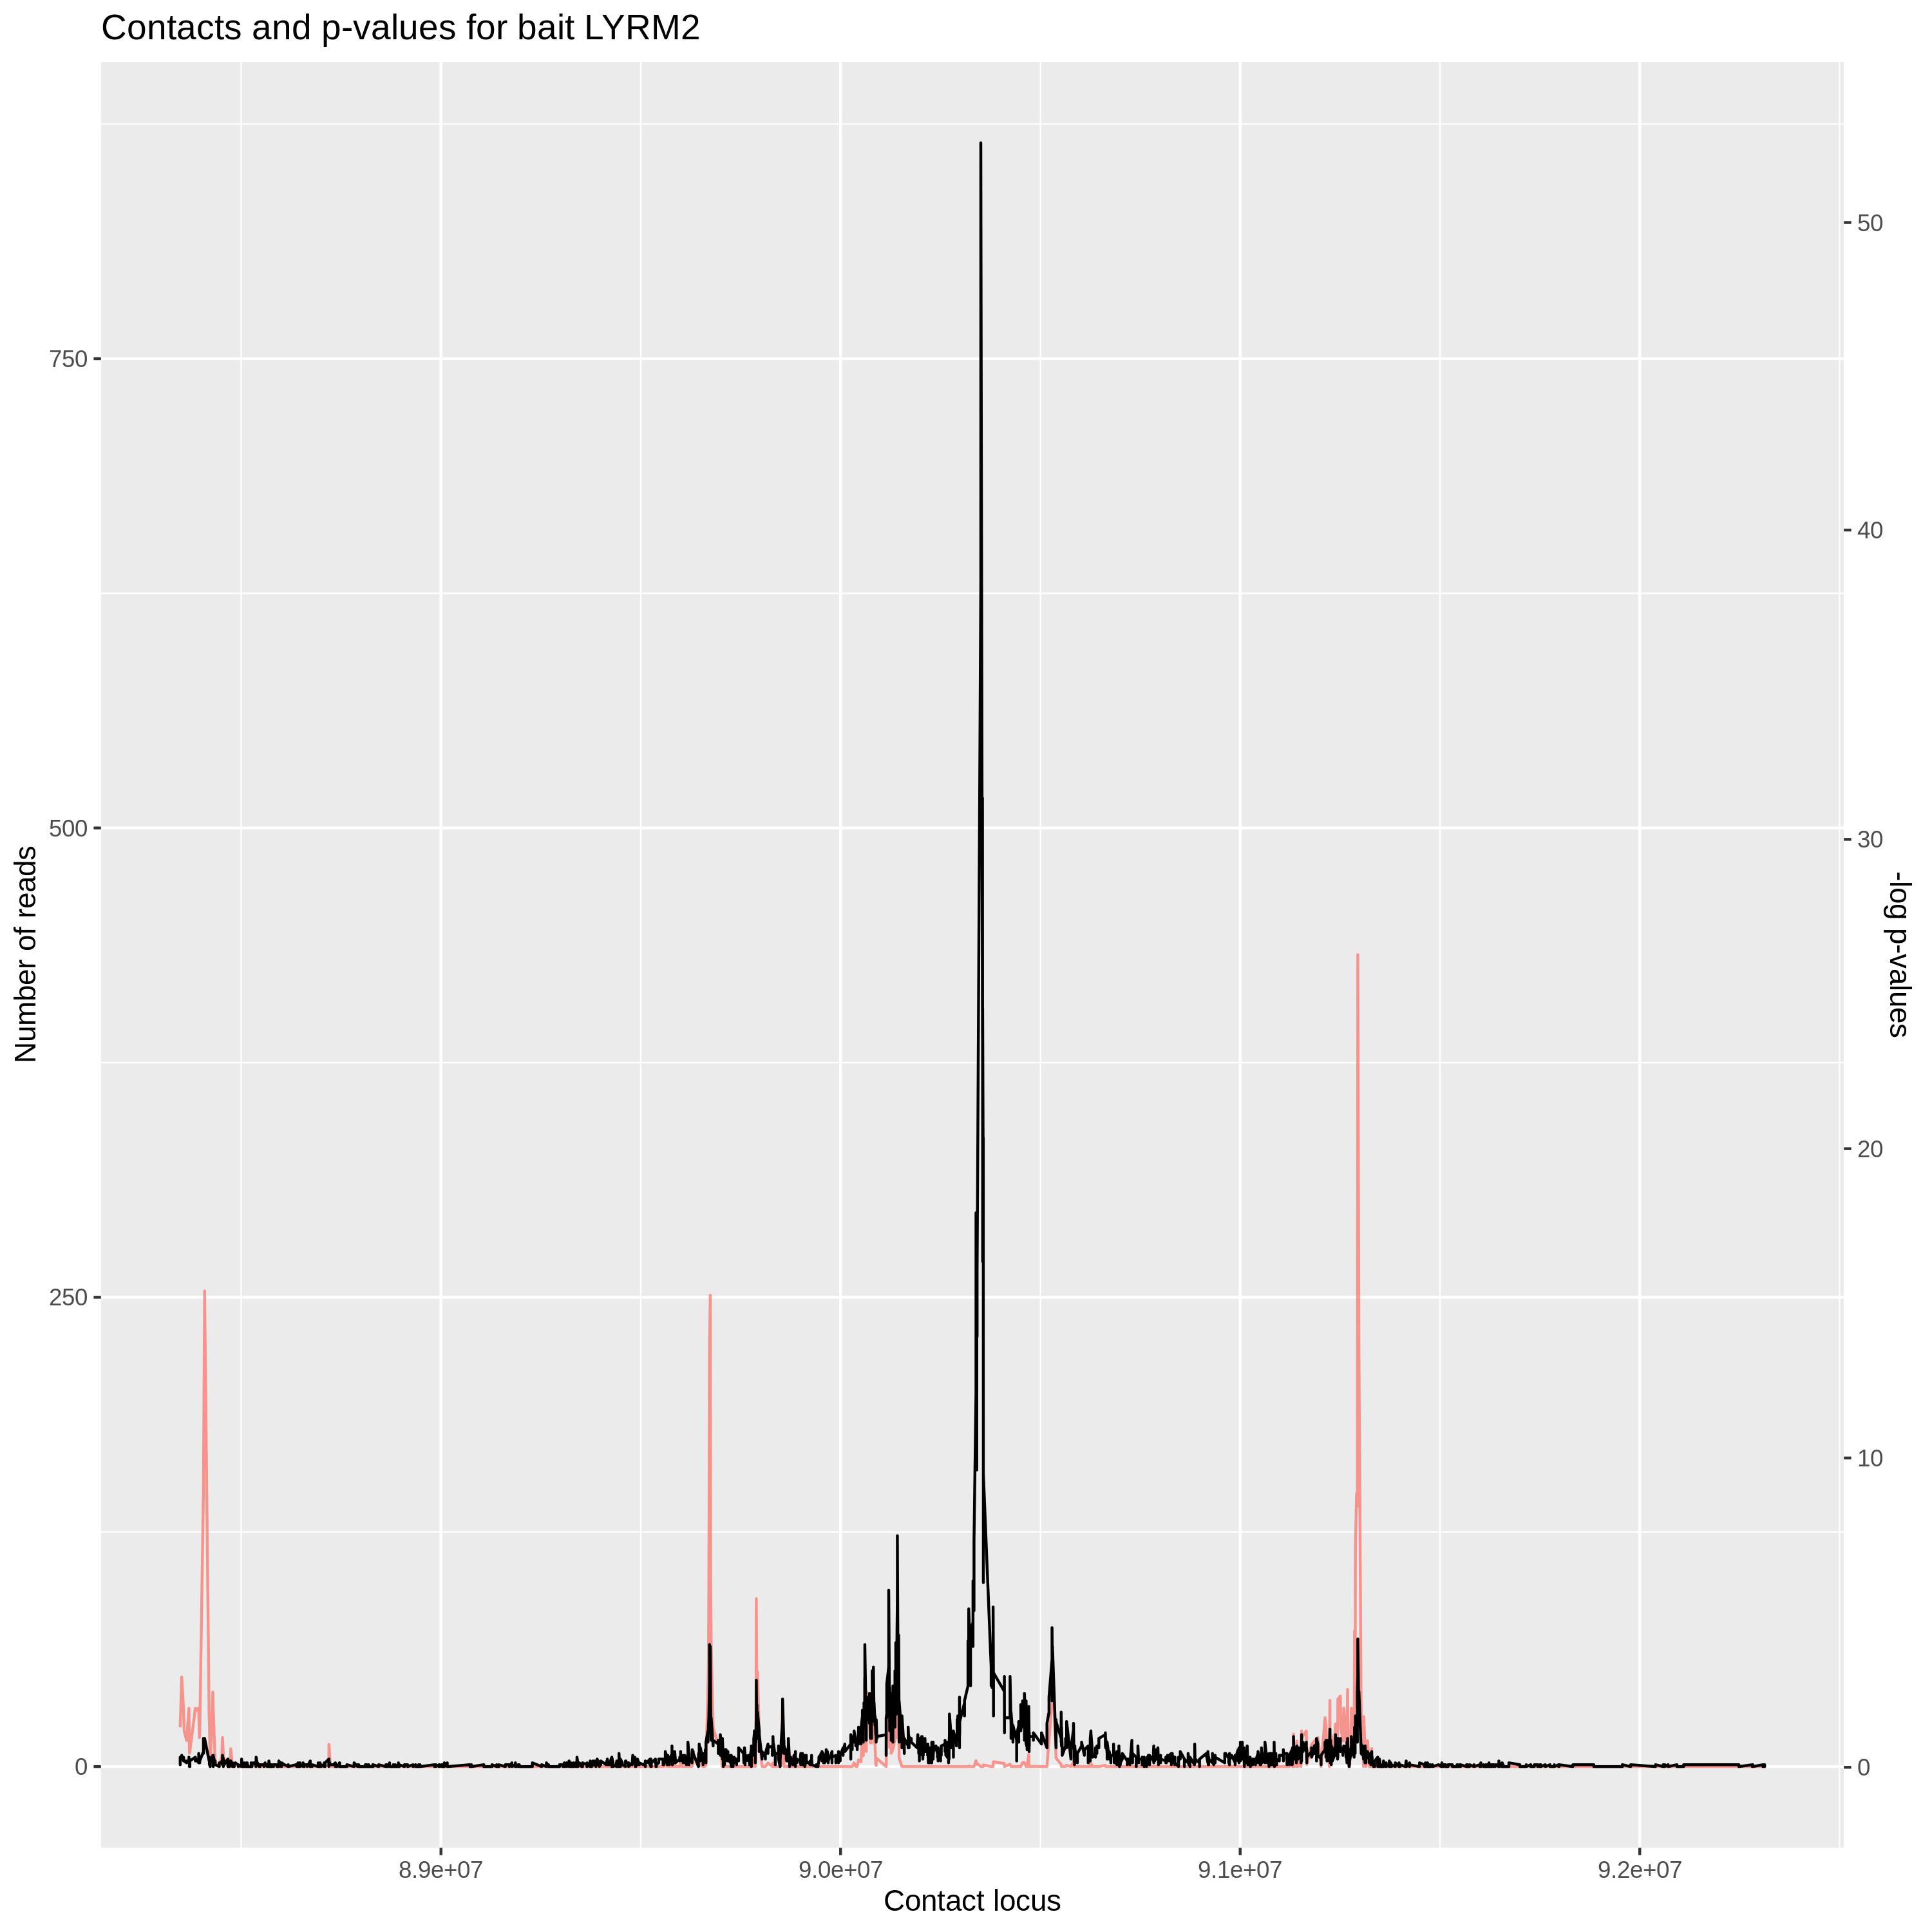 Contacts and p-values for bait LYRM2
750
500
250
0
Number of reads
50
40
30
20
10
0
-log p-values
8.9e+07
9.0e+07
9.1e+07
9.2e+07
Contact locus